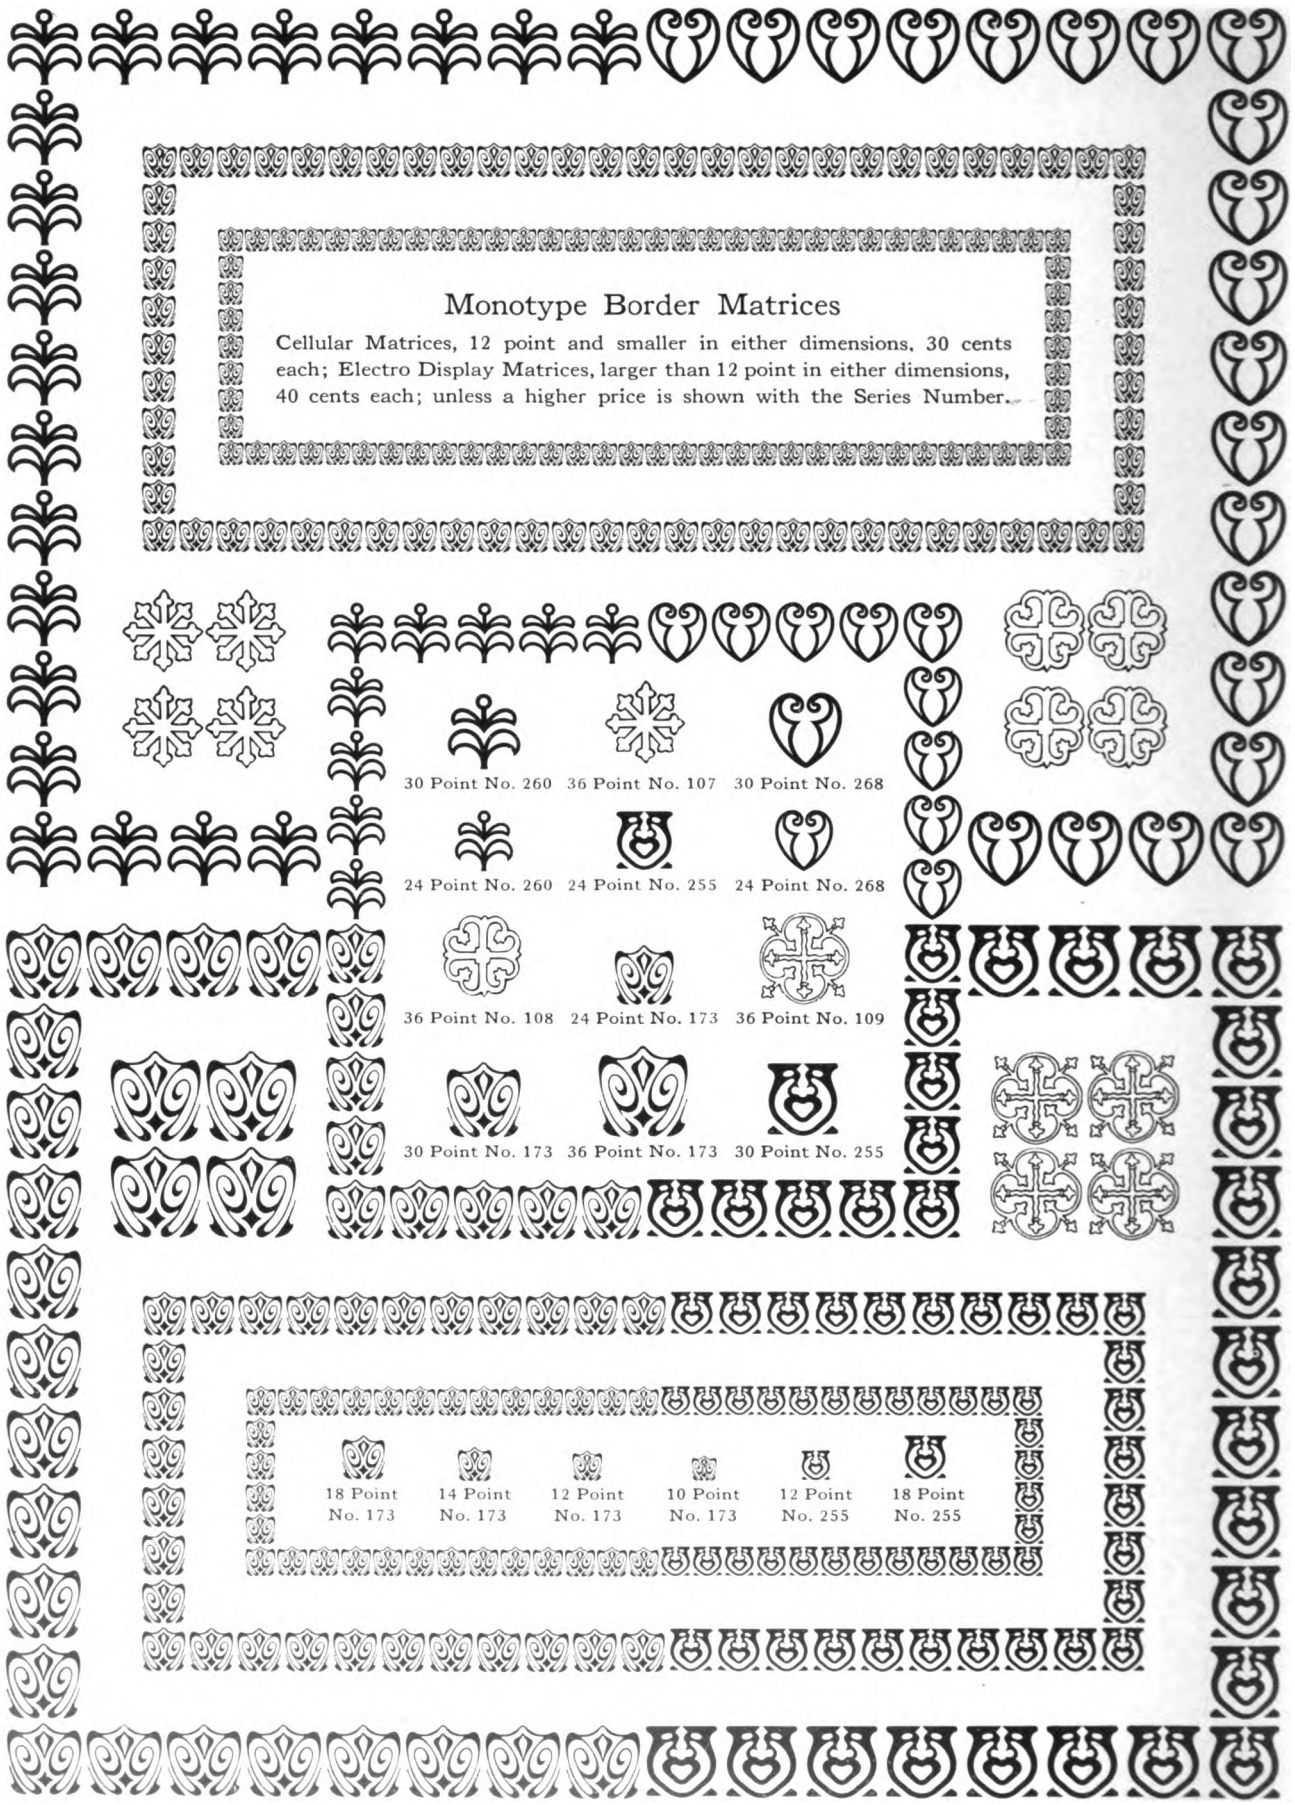 Monotype Border Matrices
Cellular Matrices, 12 point and smaller in either dimensions, 30 cents
each; Electro Display Matrices, larger than 12 point in either dimensions,
40 cents each; unless a higher price is shown with the Series Number.
30 Point No. 260 36 Point No. 107 30 Point No. 268
24 Point No. 260 24 Point No. 255 24 Point No. 268
36 Point No. 108 24 Point No. 173 36 Point No. 109
30 Point No. 173 36 Point No. 173 30 Point No. 255
18 Point 14 Point 12 Point 10 Point 12 Point 18 Point
No. 173 No. 173 No. 173 No. 173 No. 255 No. 255